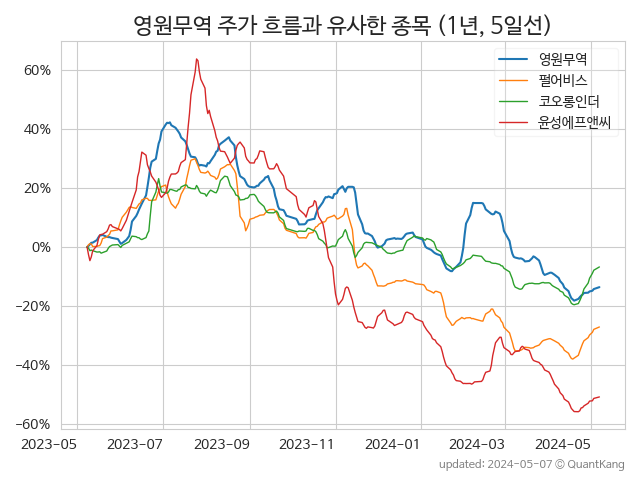 영원무역 주가 흐름과 유사한 종목 (1년, 5일선)
영원무역
펄어비스
코오롱인더
윤성에프앤씨
60%
40%
20%
0%
−20%
−40%
−60%
2023-05 2023-07 2023-09 2023-11 2024-01 2024-03 2024-05
updated: 2024-05-07 © QuantKang